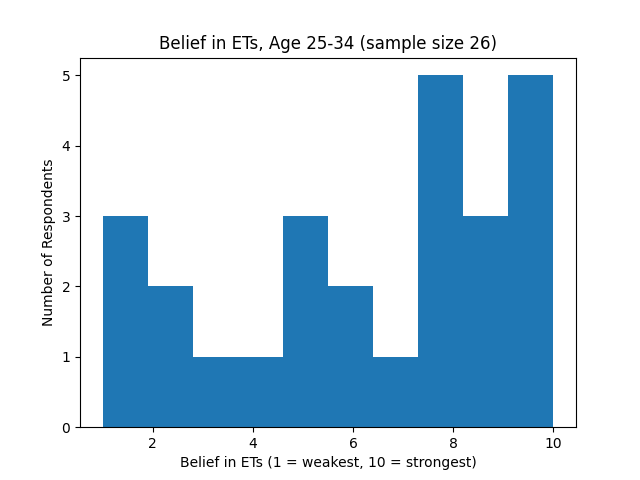 Belief in ETs, Age 25-34 (sample size 26)
5
4
3
2
1
0
Number of Respondents
2 4 6 8 10
Belief in ETs (1 = weakest, 10 = strongest)